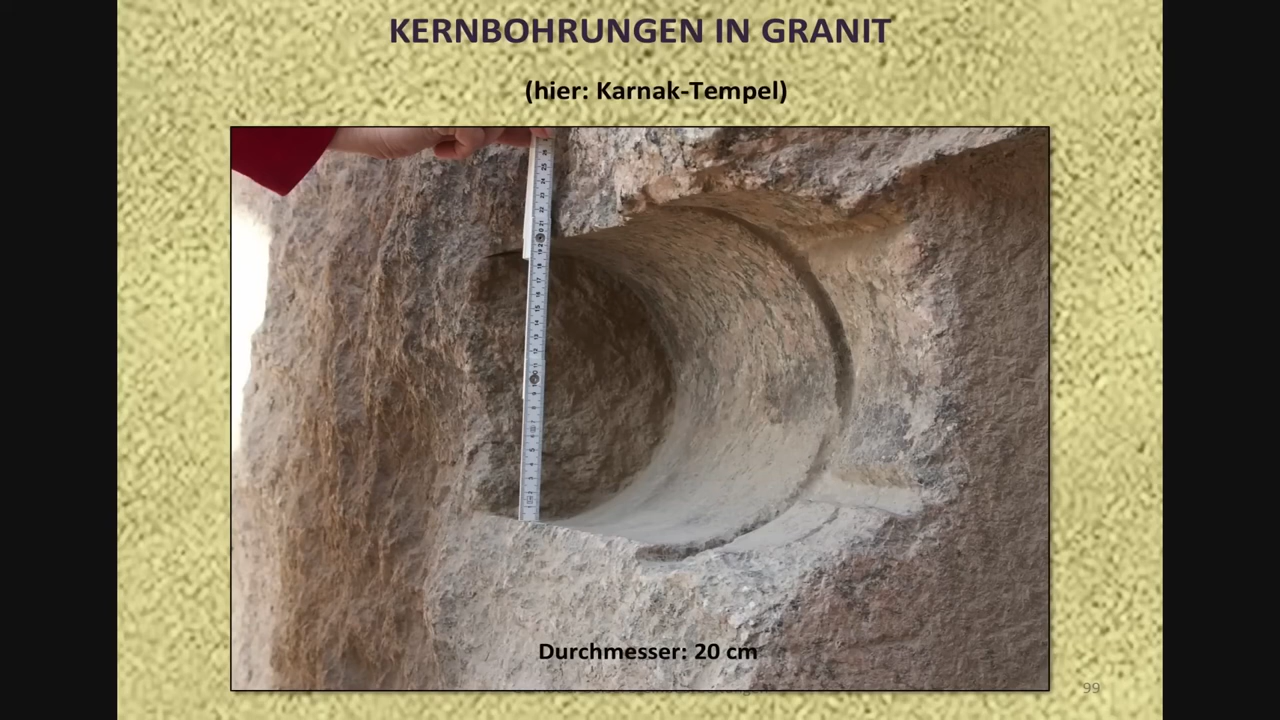 KERNBOHRUNGEN IN GRANIT
(hier: Karnak-Tempel)
Durchmesser: 20 cm
99